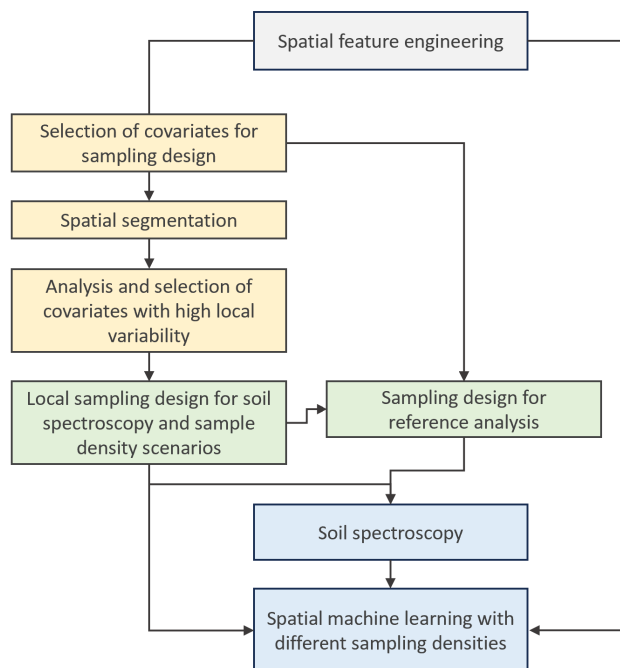 Spatial feature engineering
Selection of covariates for
sampling design
Spatial segmentation
Analysis and selection of
covariates with high local
variability
Local sampling design for soil
spectroscopy and sample
density scenarios
Sampling design for
reference analysis
Soil spectroscopy
Spatial machine learning with
different sampling densities